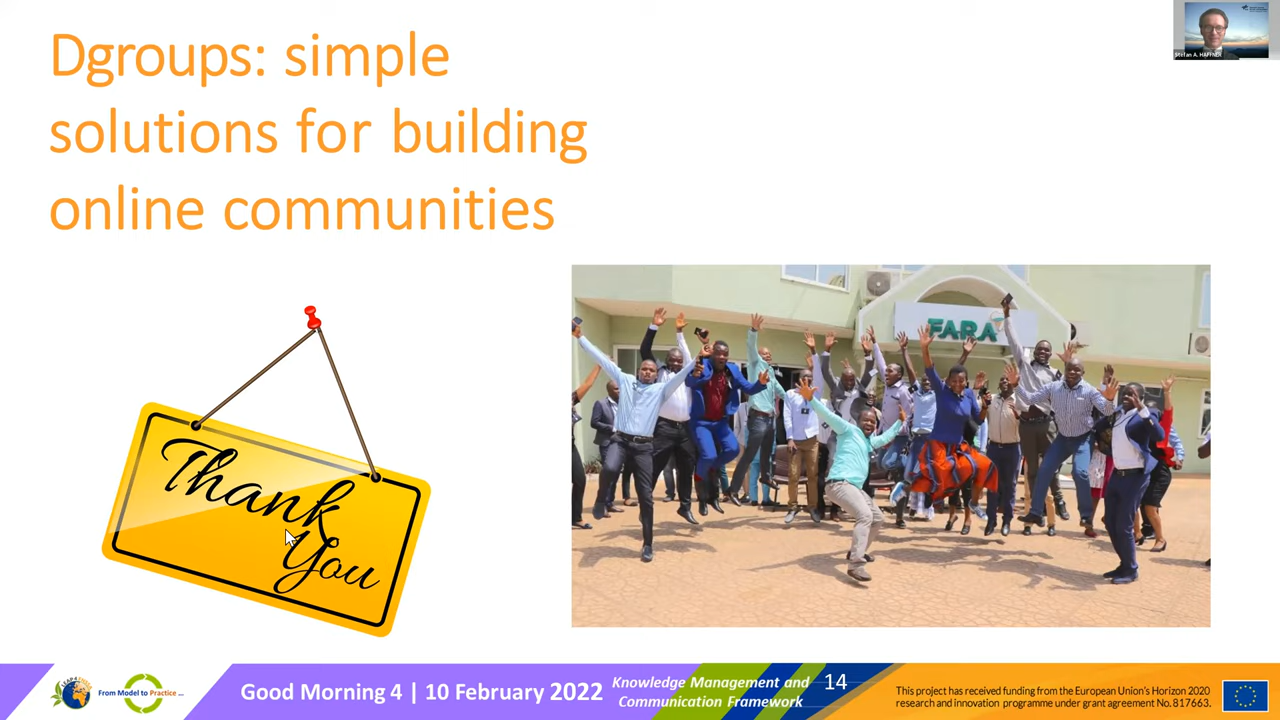 Dgroups: simple
solutions for building
online communities
Stefan A. HAFFNER
FARA
Thank
You
From Model to Practice ...
Good Morning 4 | 10 February 2022
Knowledge Management and
Communication Framework
14
This project has received funding from the European Union's Horizon 2020
research and innovation programme under grant agreement No. 817663.